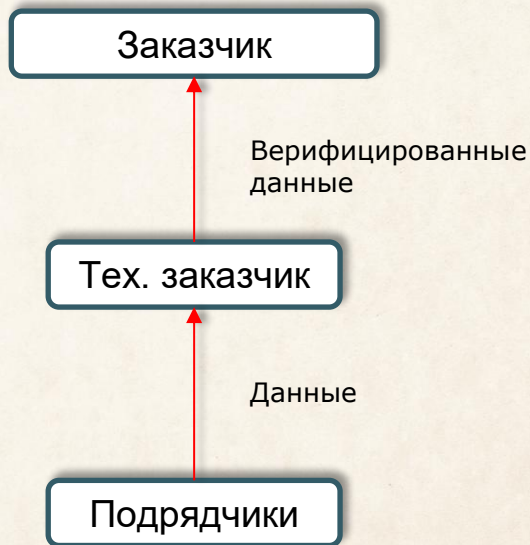 Заказчик
Верифицированные
данные
Тех. заказчик
Данные
Подрядчики